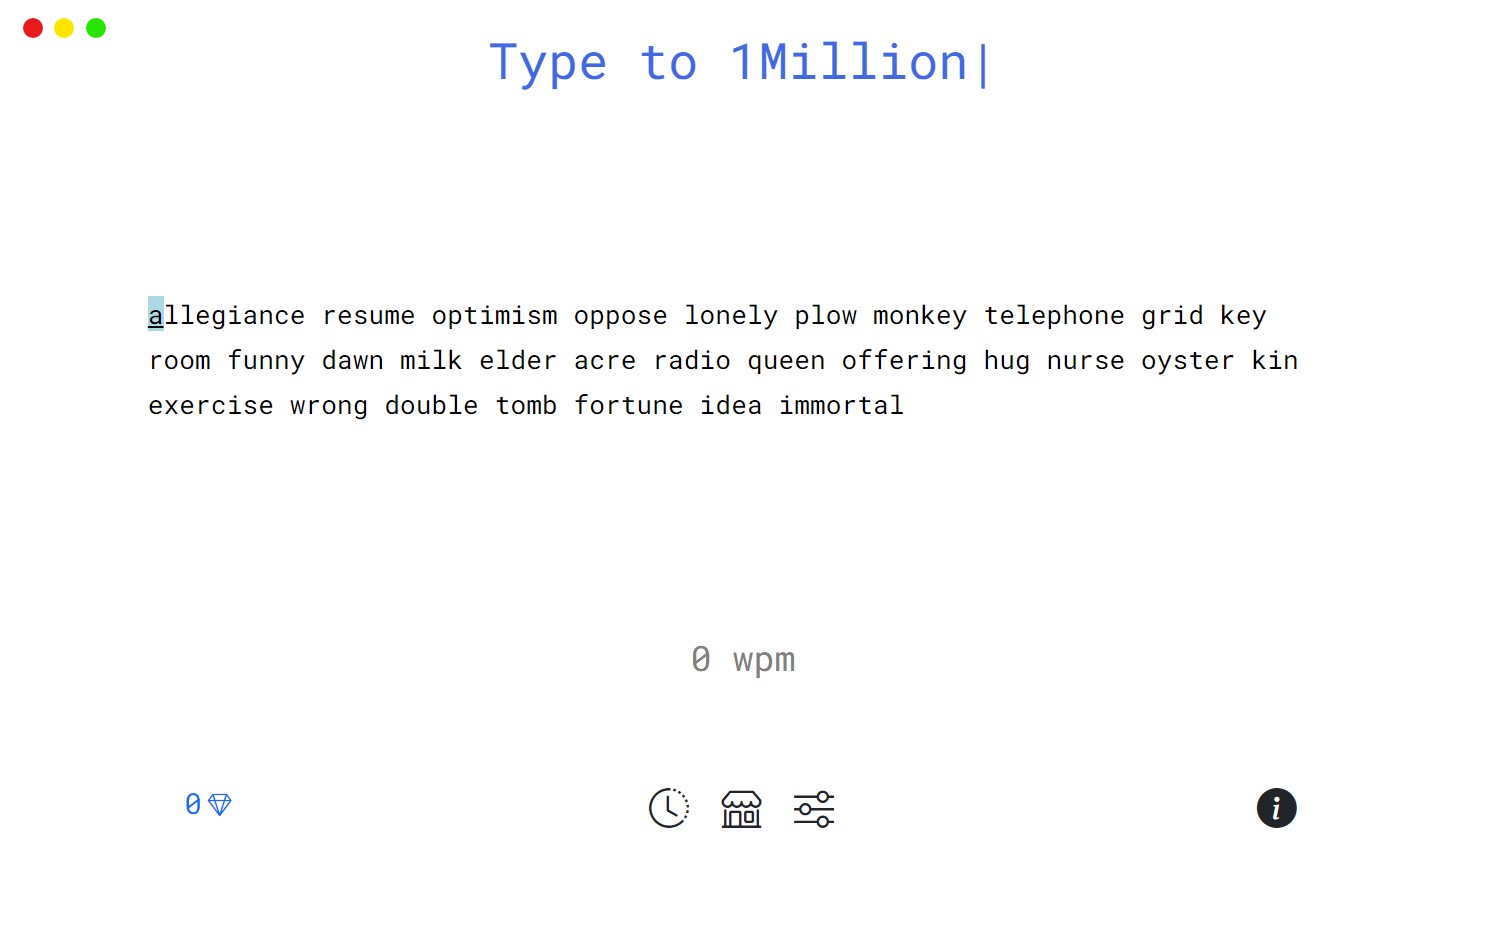 Type to 1Million|
allegiance resume optimism oppose lonely plow monkey telephone grid key
room funny dawn milk elder acre radio queen offering hug nurse oyster kin
exercise wrong double tomb fortune idea immortal
0 wpm
0
i